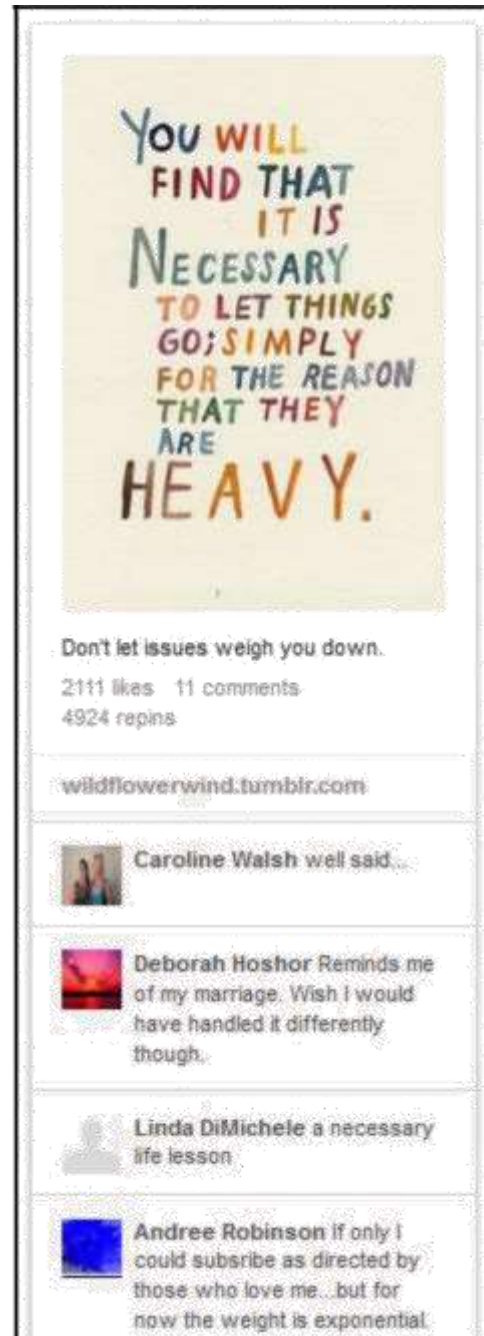 YOU WILL
FIND THAT
IT IS
NECESSARY
TO LET THINGS
GO; SIMPLY
FOR THE REASON
THAT THEY
ARE
HEAVY.
Don't let issues weigh you down.
2111 likes 11 comments
4924 repins
wildflowerwind.tumblr.com
Caroline Walsh well said...
Deborah Hoshor Reminds me
of my marriage. Wish I would
have handled it differently
though.
Linda DiMichele a necessary
life lesson
Andree Robinson If only I
could subsribe as directed by
those who love me...but for
now the weight is exponential.